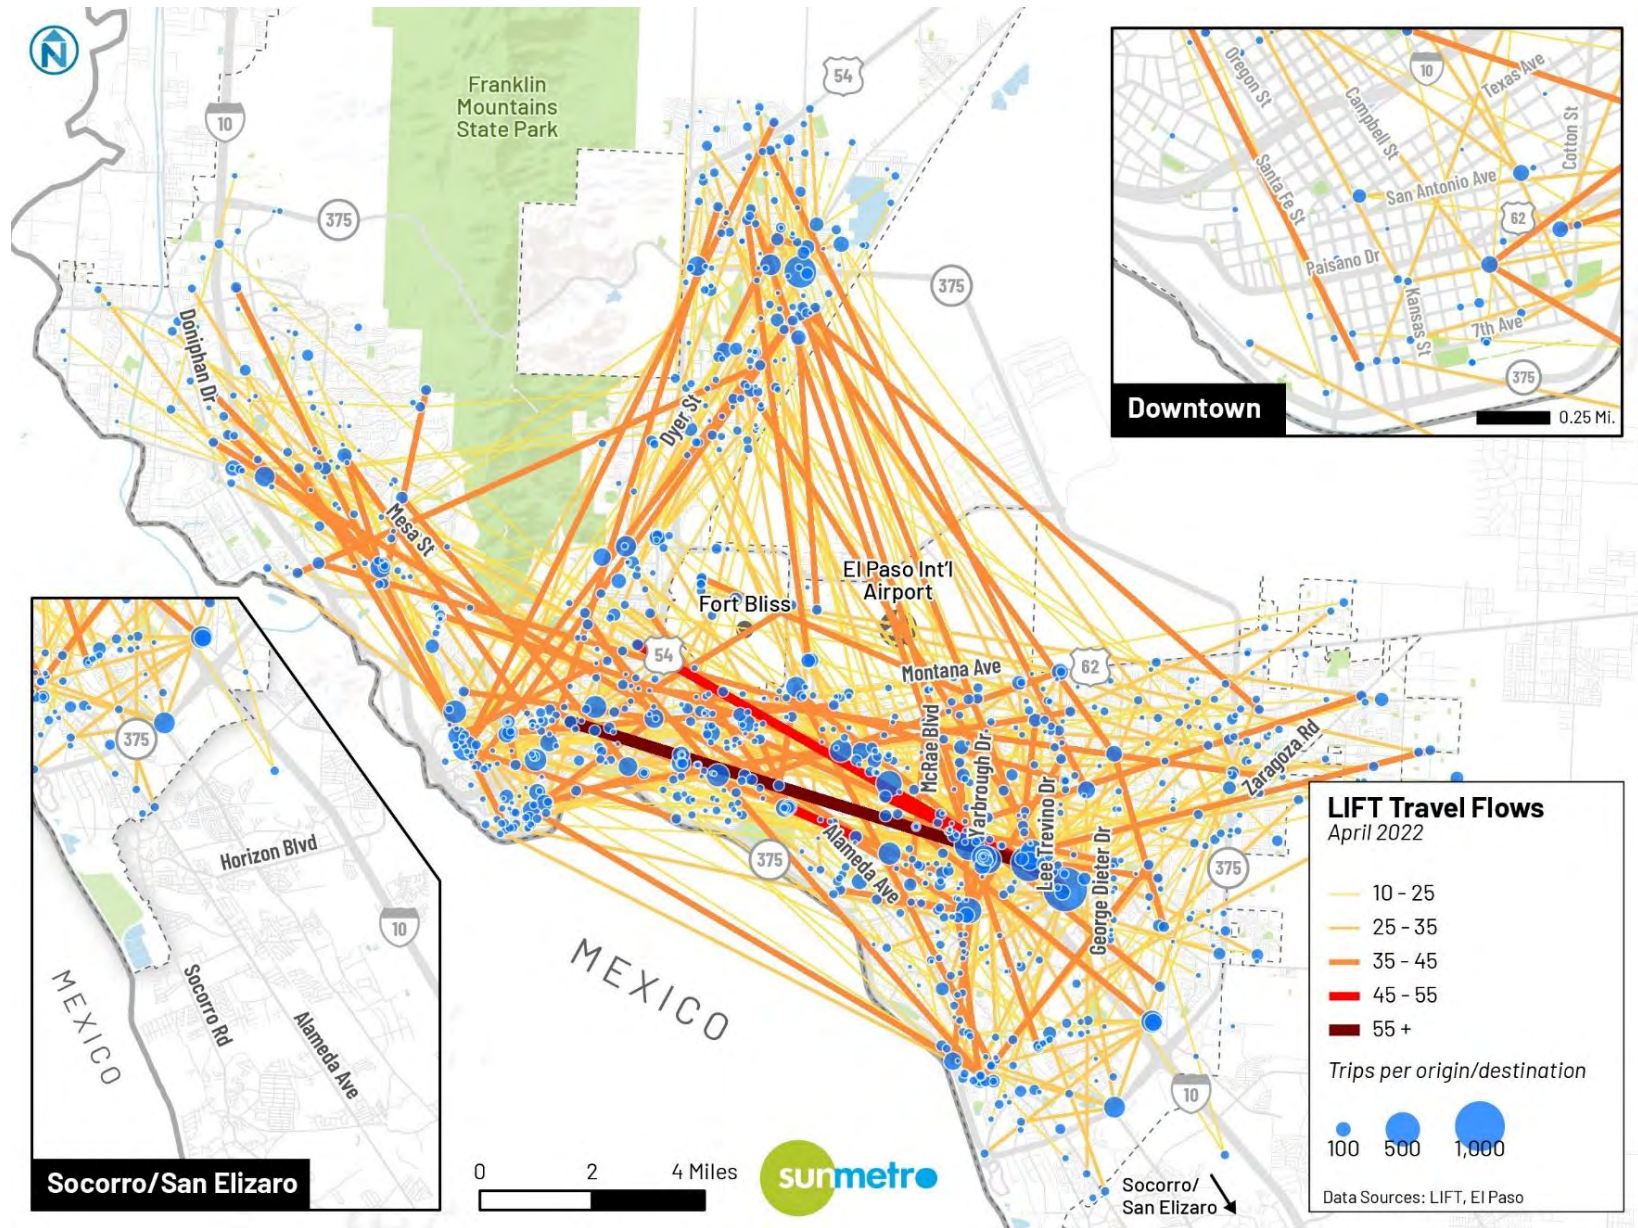 N
Franklin
Mountains
State Park
54
10
375
375
Doniphan Dr
Dyer St
Mesa St
Fort Bliss
El Paso Int'l
Airport
54
Montana Ave
62
McRae Blvd
Yarbrough Dr
Lee Trevino Dr
George Dieter Dr
Zaragoza Rd
Alameda Ave
375
375
10
MEXICO
Socorro/
San Elizaro
0 2 4 Miles
sunmetro
Oregon St
10
Texas Ave
Campbell St
Cotton St
Santa Fe St
San Antonio Ave
62
Paisano Dr
Kansas St
7th Ave
375
Downtown
0.25 Mi.
375
Horizon Blvd
10
Socorro Rd
Alameda Ave
MEXICO
Socorro/San Elizaro
LIFT Travel Flows
April 2022
10 - 25
25 - 35
35 - 45
45 - 55
55 +
Trips per origin/destination
100 500 1,000
Data Sources: LIFT, El Paso